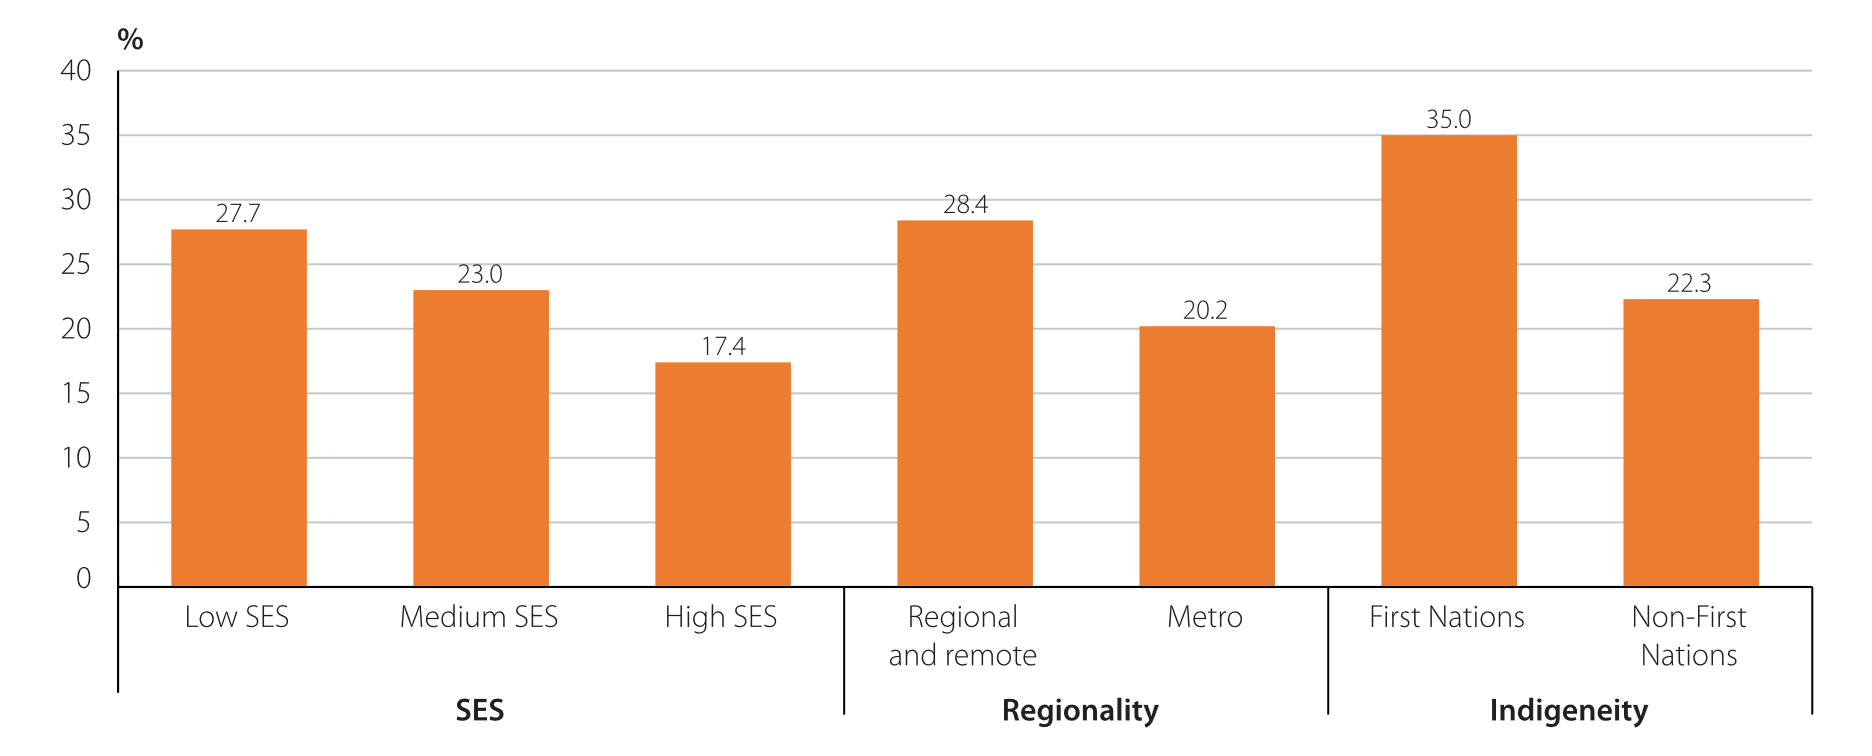 %
40
35
30
25
20
15
10
5
0
27.7
23.0
17.4
28.4
20.2
35.0
22.3
Low SES
Medium SES
High SES
Regional
and remote
Metro
First Nations
Non-First
Nations
SES
Regionality
Indigeneity